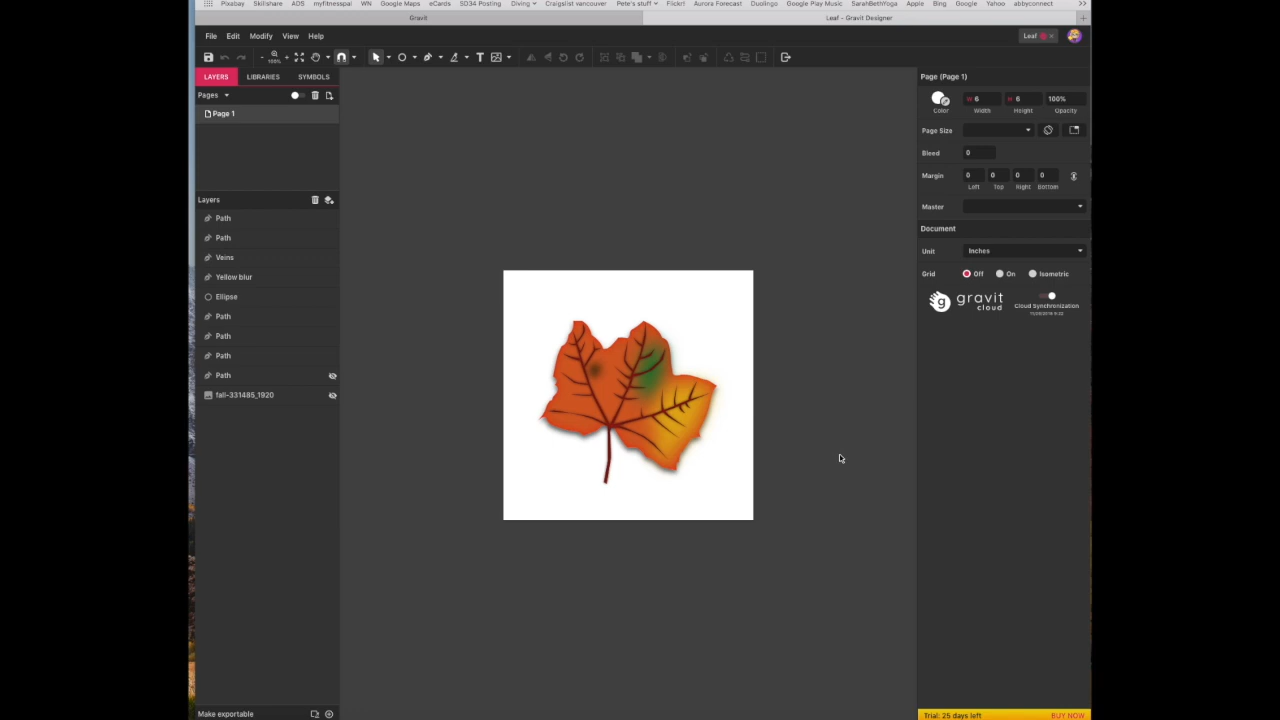 Pixabay Skillshare ADS myfitnesspal WN Google Maps eCards SD34 Posting Diving Craigslist vancouver Pete's stuff Flickr! Aurora Forecast Duolingo Google Play Music SarahBethYoga Apple Bing Google Yahoo abbyconnect >>
Gravit Leaf - Gravit Designer +
File Edit Modify View Help Leaf
100%
LAYERS LIBRARIES SYMBOLS
Pages
Page 1
Layers
Path
Path
Veins
Yellow blur
Ellipse
Path
Path
Path
Path
fall-331485_1920
Make exportable
Page (Page 1)
W 6 H 6 100%
Color Width Height Opacity
Page Size
Bleed 0
Margin 0 0 0 0
Left Top Right Bottom
Master
Document
Unit Inches
Grid Off On Isometric
gravit
cloud
Cloud Synchronization
Trial: 25 days left BUY NOW